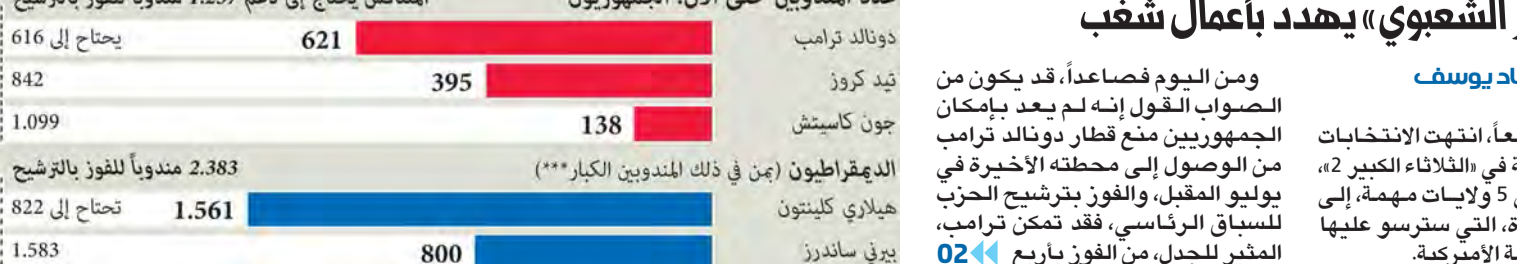 الشعبوي» يهدد بأعمال شغب
يوسف
انتهت الانتخابات
في «الثلاثاء الكبير 2»،
5 ولايات مهمة، إلى
التي سترسو عليها
الأميركية.
ومن اليوم فصاعداً، قد يكون من
الصواب القول إنه لم يعد بإمكان
الجمهوريين منع قطار دونالد ترامب
من الوصول إلى محطته الأخيرة في
يوليو المقبل، والفوز بترشيح الحزب
للسباق الرئاسي، فقد تمكن ترامب،
المثير للجدل، من الفوز بأربع 02
عدد المندوبين حتى الآن: الجمهوريون المتنافس يحتاج إلى دعم 1.237 مندوباً للفوز بالترشيح
دونالد ترامب 621 يحتاج إلى 616
تيد كروز 395 842
جون كاسيتش 138 1.099
الديمقراطيون (بمن في ذلك المندوبين الكبار***) 2.383 مندوباً للفوز بالترشيح
هيلاري كلينتون 1.561 تحتاج إلى 822
بيرني ساندرز 800 1.583